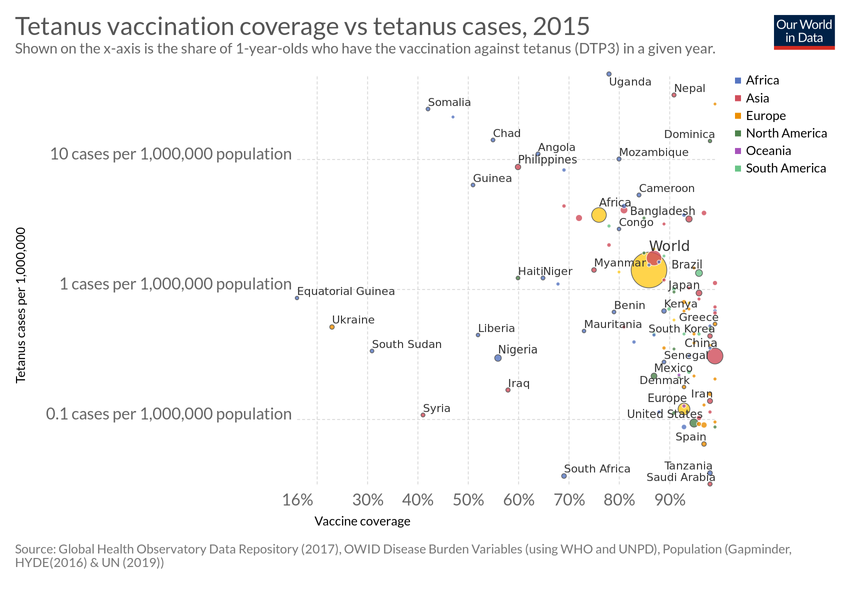 Tetanus vaccination coverage vs tetanus cases, 2015
Shown on the x-axis is the share of 1-year-olds who have the vaccination against tetanus (DTP3) in a given year.
Our World
in Data
Africa
Asia
Europe
North America
Oceania
South America
Tetanus cases per 1,000,000
10 cases per 1,000,000 population
1 cases per 1,000,000 population
0.1 cases per 1,000,000 population
Uganda
Nepal
Somalia
Chad
Dominica
Angola
Mozambique
Philippines
Guinea
Cameroon
Africa
Bangladesh
Congo
World
Myanmar
Brazil
Haiti
Niger
Japan
Equatorial Guinea
Kenya
Benin
Greece
Ukraine
Mauritania
South Korea
Liberia
China
South Sudan
Nigeria
Senegal
Mexico
Denmark
Iraq
Iran
Europe
Syria
United States
Spain
South Africa
Tanzania
Saudi Arabia
16%
30%
40%
50%
60%
70%
80%
90%
Vaccine coverage
Source: Global Health Observatory Data Repository (2017), OWID Disease Burden Variables (using WHO and UNPD), Population (Gapminder,
HYDE(2016) & UN (2019))